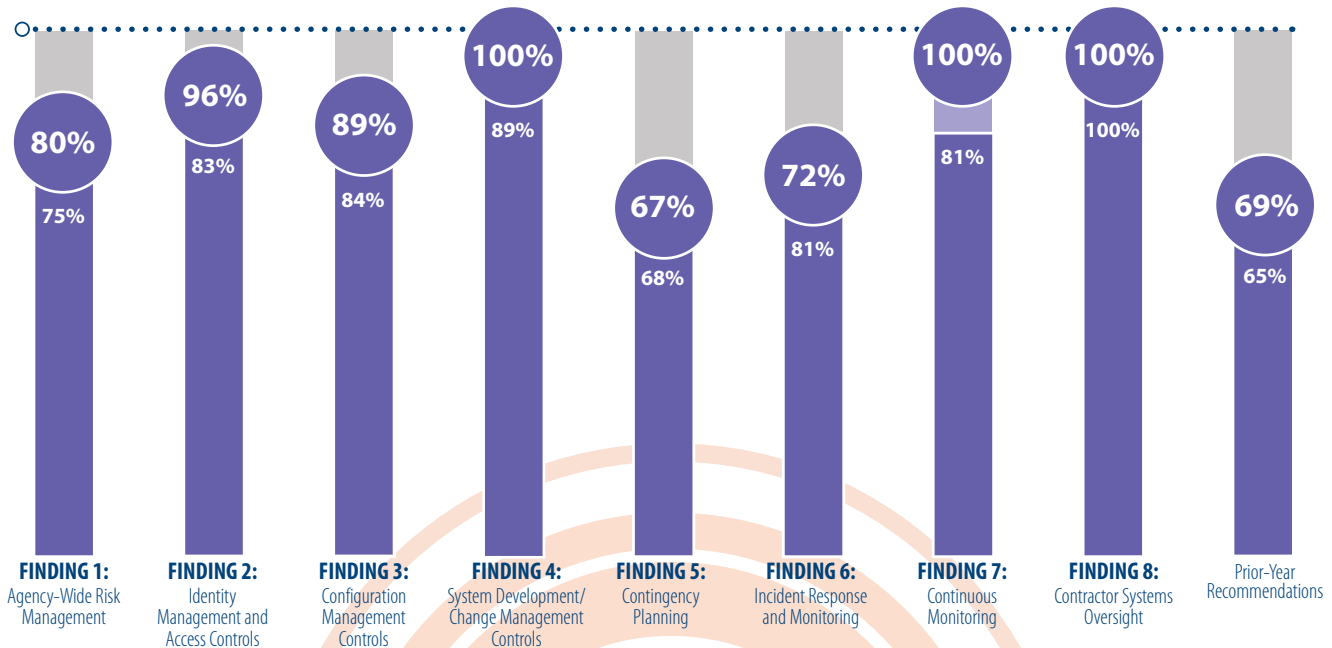 80%
75%
FINDING 1:
Agency-Wide Risk
Management
96%
83%
FINDING 2:
Identity
Management and
Access Controls
89%
84%
FINDING 3:
Configuration
Management
Controls
100%
89%
FINDING 4:
System Development/
Change Management
Controls
67%
68%
FINDING 5:
Contingency
Planning
72%
81%
FINDING 6:
Incident Response
and Monitoring
100%
81%
FINDING 7:
Continuous
Monitoring
100%
100%
FINDING 8:
Contractor Systems
Oversight
69%
65%
Prior-Year
Recommendations